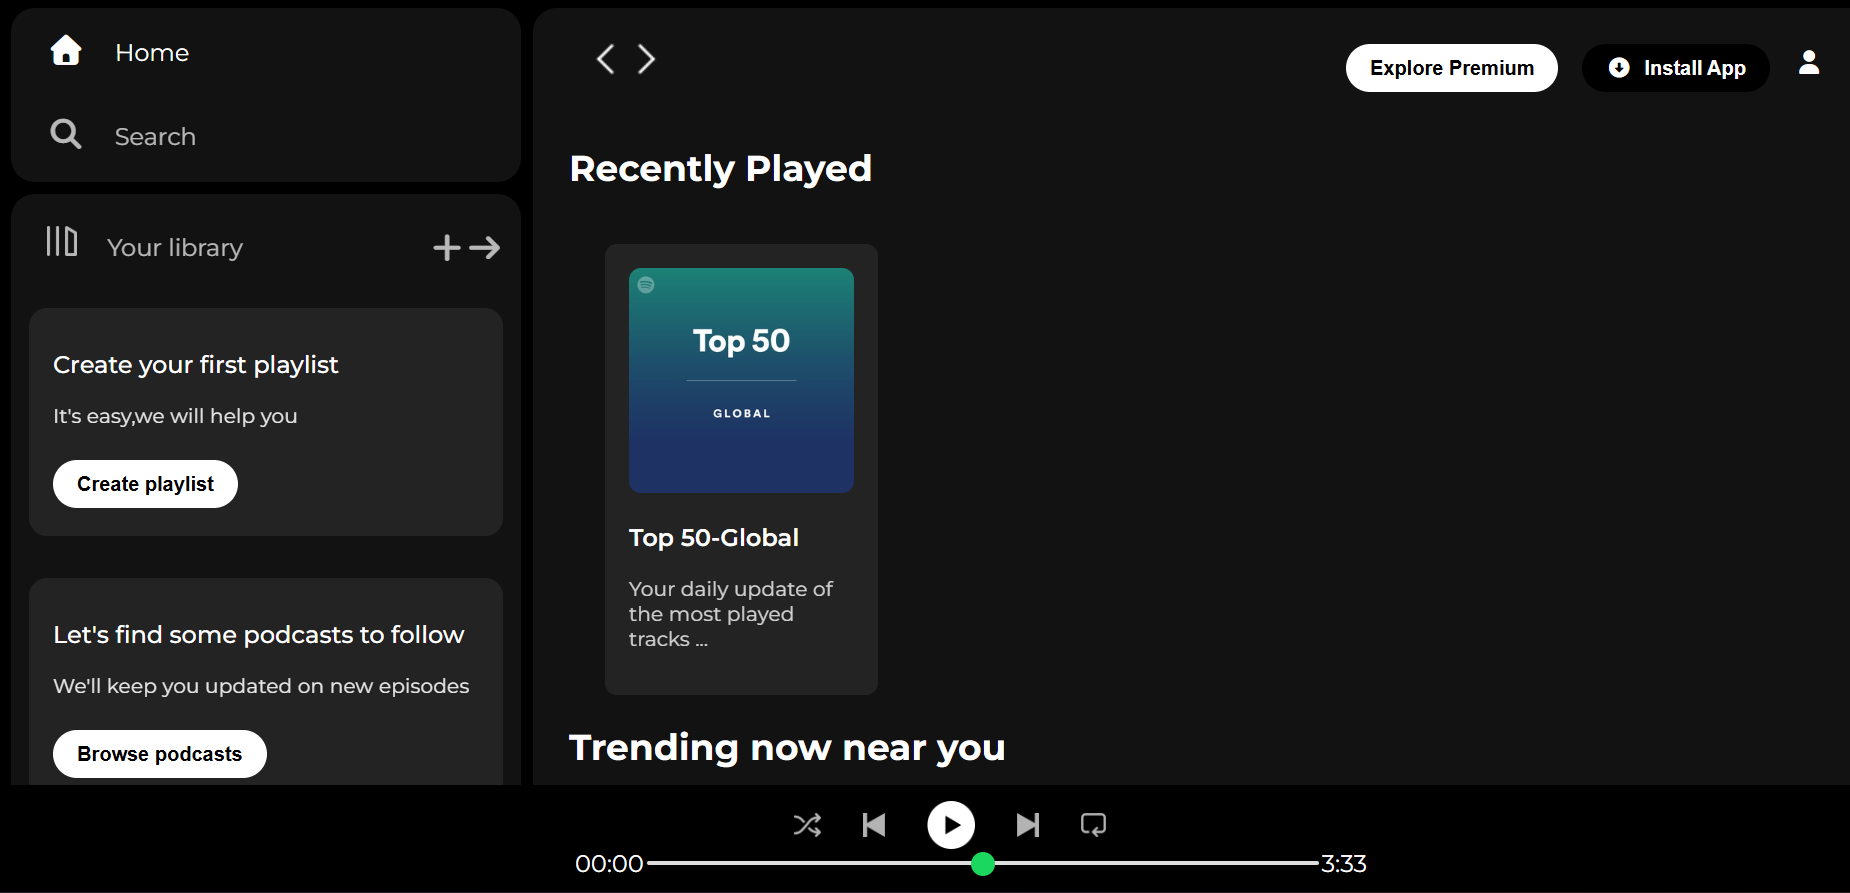 Home
Search
Your library
Create your first playlist
It's easy,we will help you
Create playlist
Let's find some podcasts to follow
We'll keep you updated on new episodes
Browse podcasts
Explore Premium
Install App
Recently Played
Top 50
GLOBAL
Top 50-Global
Your daily update of
the most played
tracks ...
Trending now near you
00:00
3:33